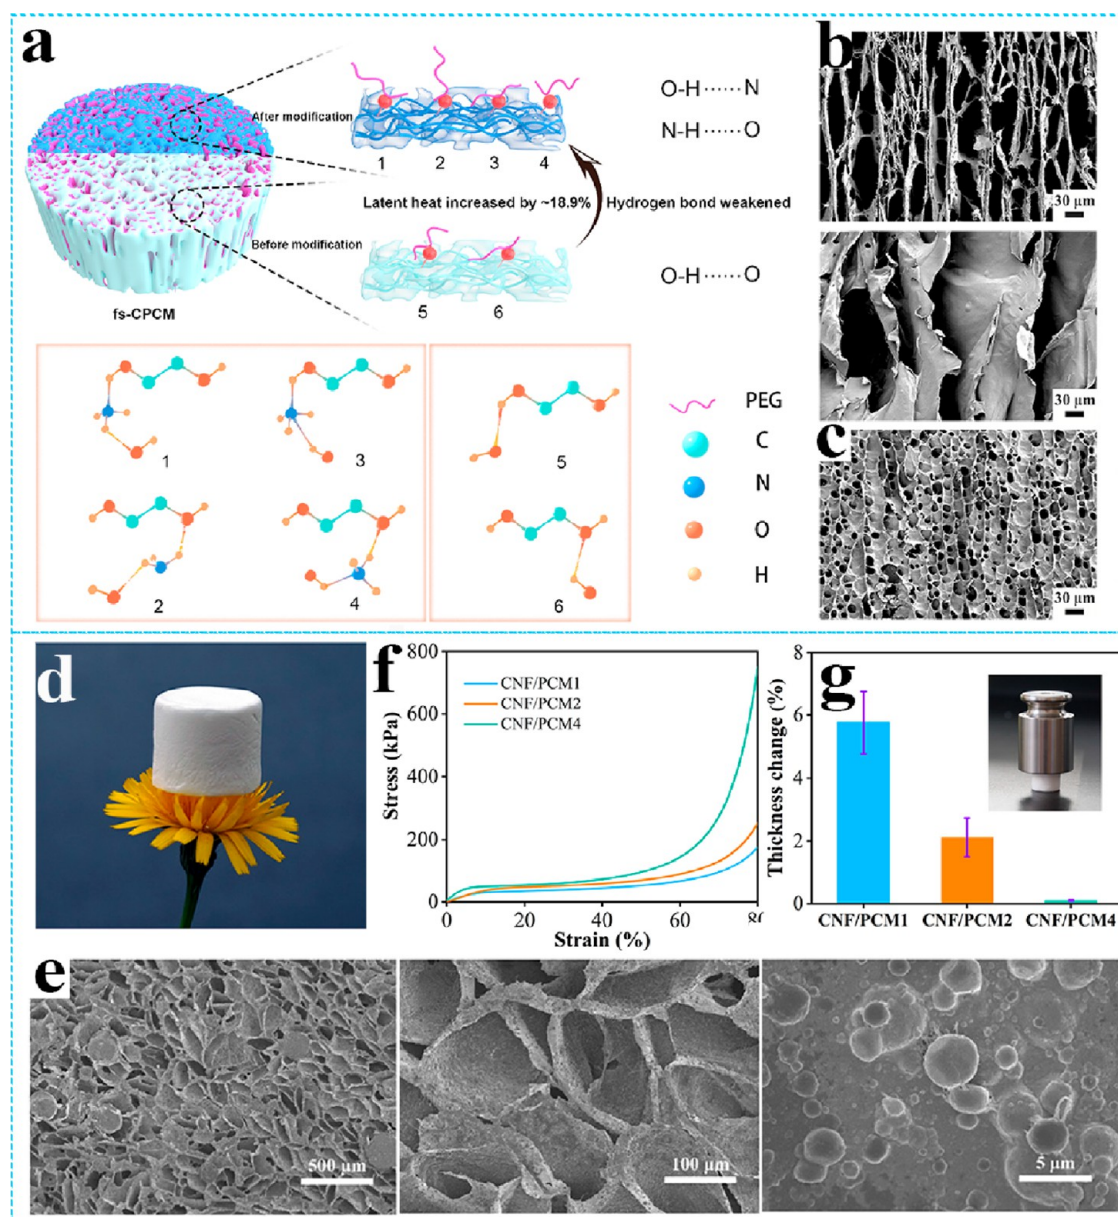 a
After modification
1 2 3 4
O-H······N
N-H······O
Latent heat increased by ~18.9%
Hydrogen bond weakened
Before modification
5 6
O-H······O
fs-CPCM
1
3
2
4
5
6
PEG
C
N
O
H
b
30 μm
30 μm
c
30 μm
d
f
800
600
400
200
0
Stress (kPa)
CNF/PCM1
CNF/PCM2
CNF/PCM4
0 20 40 60
Strain (%)
g
8
6
4
2
0
Thickness change (%)
CNF/PCM1 CNF/PCM2 CNF/PCM4
e
500 μm
100 μm
5 μm